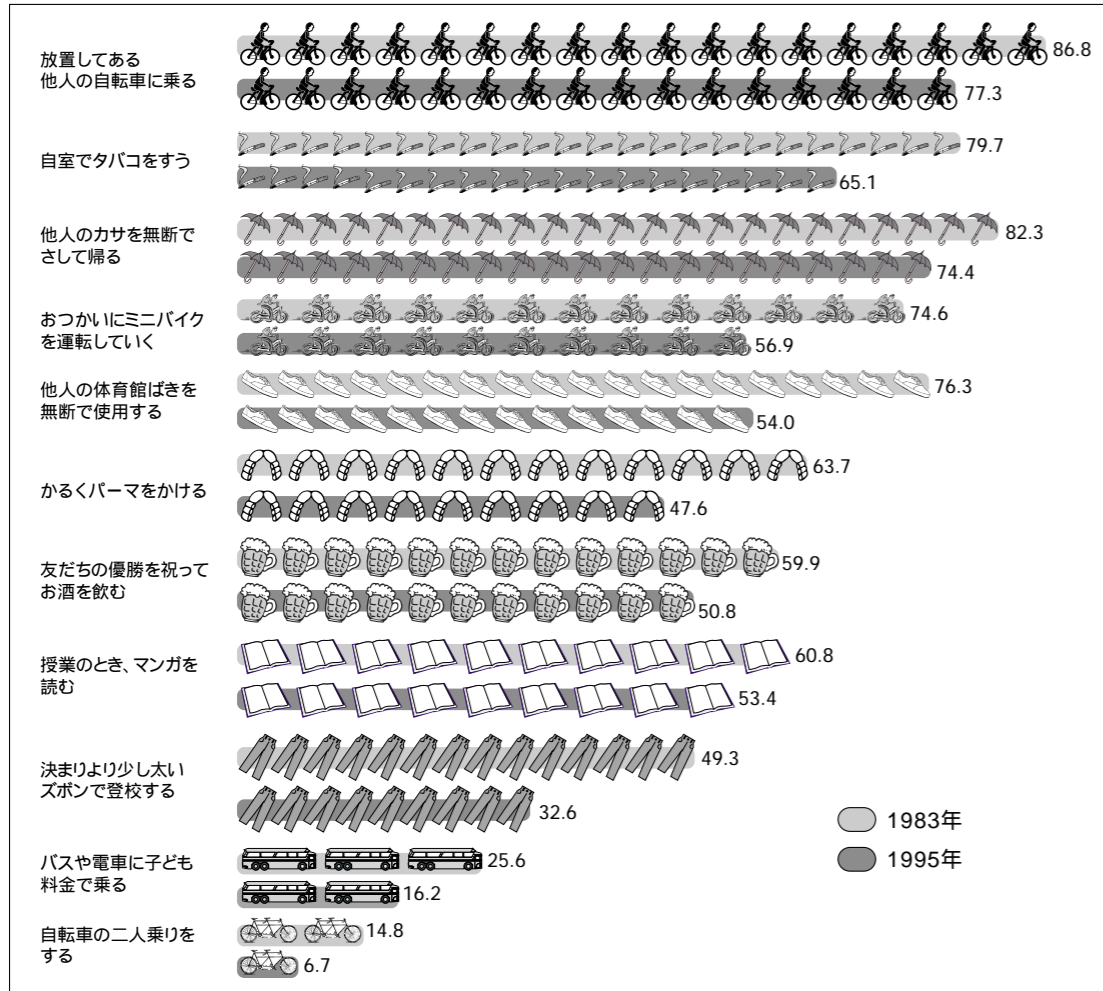 放置してある
他人の自転車に乗る
86.8
77.3
自室でタバコをすう
79.7
65.1
他人のカサを無断で
さして帰る
82.3
74.4
おつかいにミニバイク
を運転していく
74.6
56.9
他人の体育館ばきを
無断で使用する
76.3
54.0
かるくパーマをかける
63.7
47.6
友だちの優勝を祝って
お酒を飲む
59.9
50.8
授業のとき、マンガを
読む
60.8
53.4
決まりより少し太い
ズボンで登校する
49.3
32.6
バスや電車に子ども
料金で乗る
25.6
16.2
自転車の二人乗りを
する
14.8
6.7
1983年
1995年